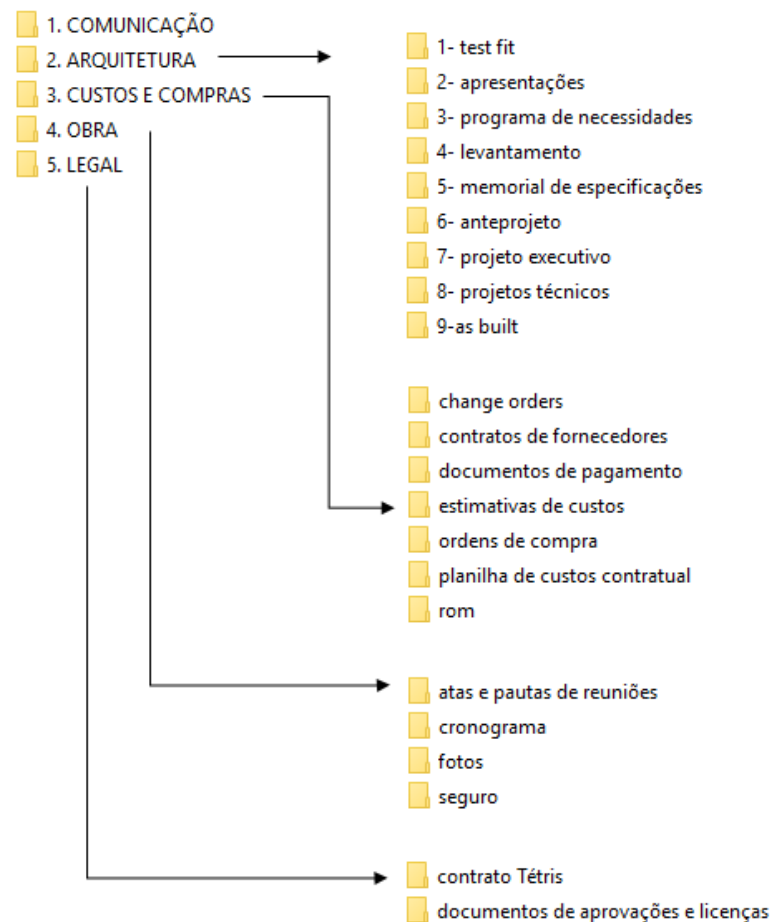 1. COMUNICAÇÃO
2. ARQUITETURA
3. CUSTOS E COMPRAS
4. OBRA
5. LEGAL
1- test fit
2- apresentações
3- programa de necessidades
4- levantamento
5- memorial de especificações
6- anteprojeto
7- projeto executivo
8- projetos técnicos
9-as built
change orders
contratos de fornecedores
documentos de pagamento
estimativas de custos
ordens de compra
planilha de custos contratual
rom
atas e pautas de reuniões
cronograma
fotos
seguro
contrato Tétris
documentos de aprovações e licenças